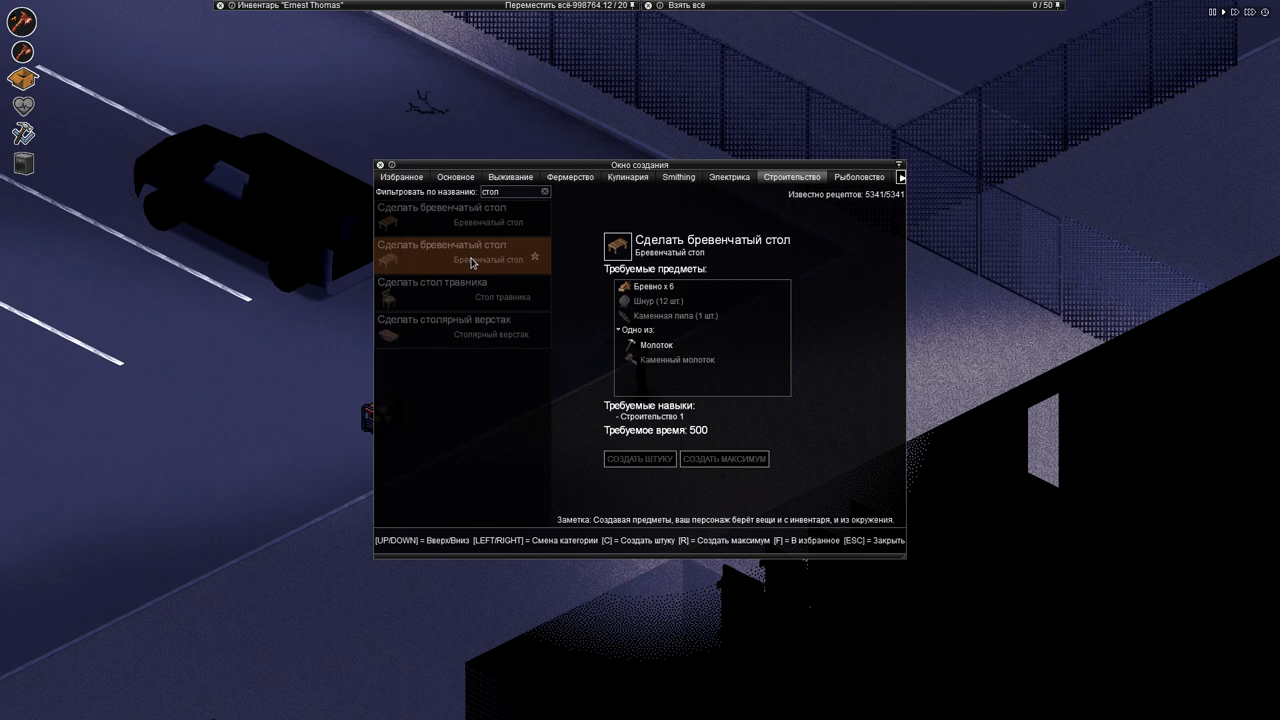 Инвентарь "Ernest Thomas" Переместить всё-998764.12 / 20 Взять всё 0 / 50
Окно создания
Избранное Основное Выживание Фермерство Кулинария Smithing Электрика Строительство Рыболовство
Фильтровать по названию: стол
Известно рецептов: 5341/5341
Сделать бревенчатый стол
Бревенчатый стол
Сделать бревенчатый стол
Бревенчатый стол
Сделать стол травника
Стол травника
Сделать столярный верстак
Столярный верстак
Сделать бревенчатый стол
Бревенчатый стол
Требуемые предметы:
Бревно x 6
Шнур (12 шт.)
Каменная пила (1 шт.)
Одно из:
Молоток
Каменный молоток
Требуемые навыки:
- Строительство 1
Требуемое время: 500
СОЗДАТЬ ШТУКУ СОЗДАТЬ МАКСИМУМ
Заметка: Создавая предметы, ваш персонаж берёт вещи и с инвентаря, и из окружения.
[UP/DOWN] = Вверх/Вниз [LEFT/RIGHT] = Смена категории [C] = Создать штуку [R] = Создать максимум [F] = В избранное [ESC] = Закрыть